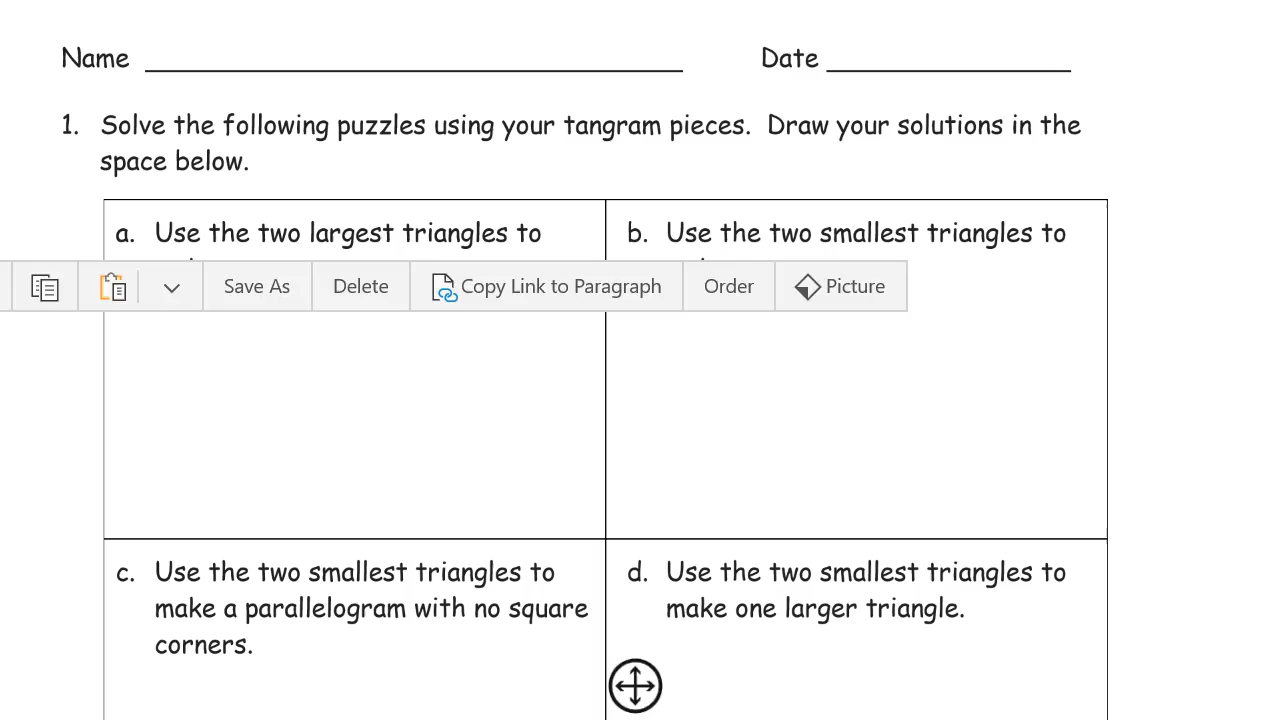 Name Date
1. Solve the following puzzles using your tangram pieces. Draw your solutions in the
space below.
a. Use the two largest triangles to
b. Use the two smallest triangles to
Save As Delete Copy Link to Paragraph Order Picture
c. Use the two smallest triangles to
make a parallelogram with no square
corners.
d. Use the two smallest triangles to
make one larger triangle.